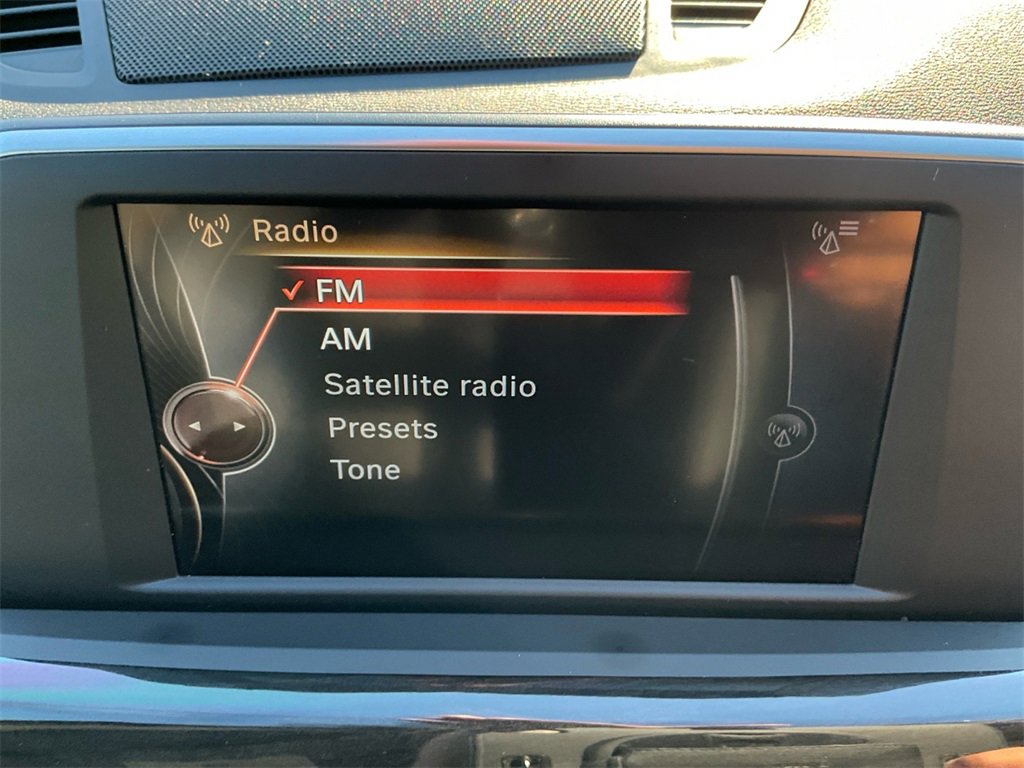 Radio
FM
AM
Satellite radio
Presets
Tone